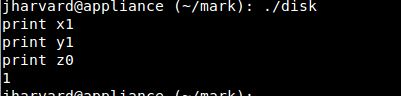 jharvard@appliance (~/mark): ./disk
print x1
print y1
print z0
1
jharvard@appliance (~/mark):